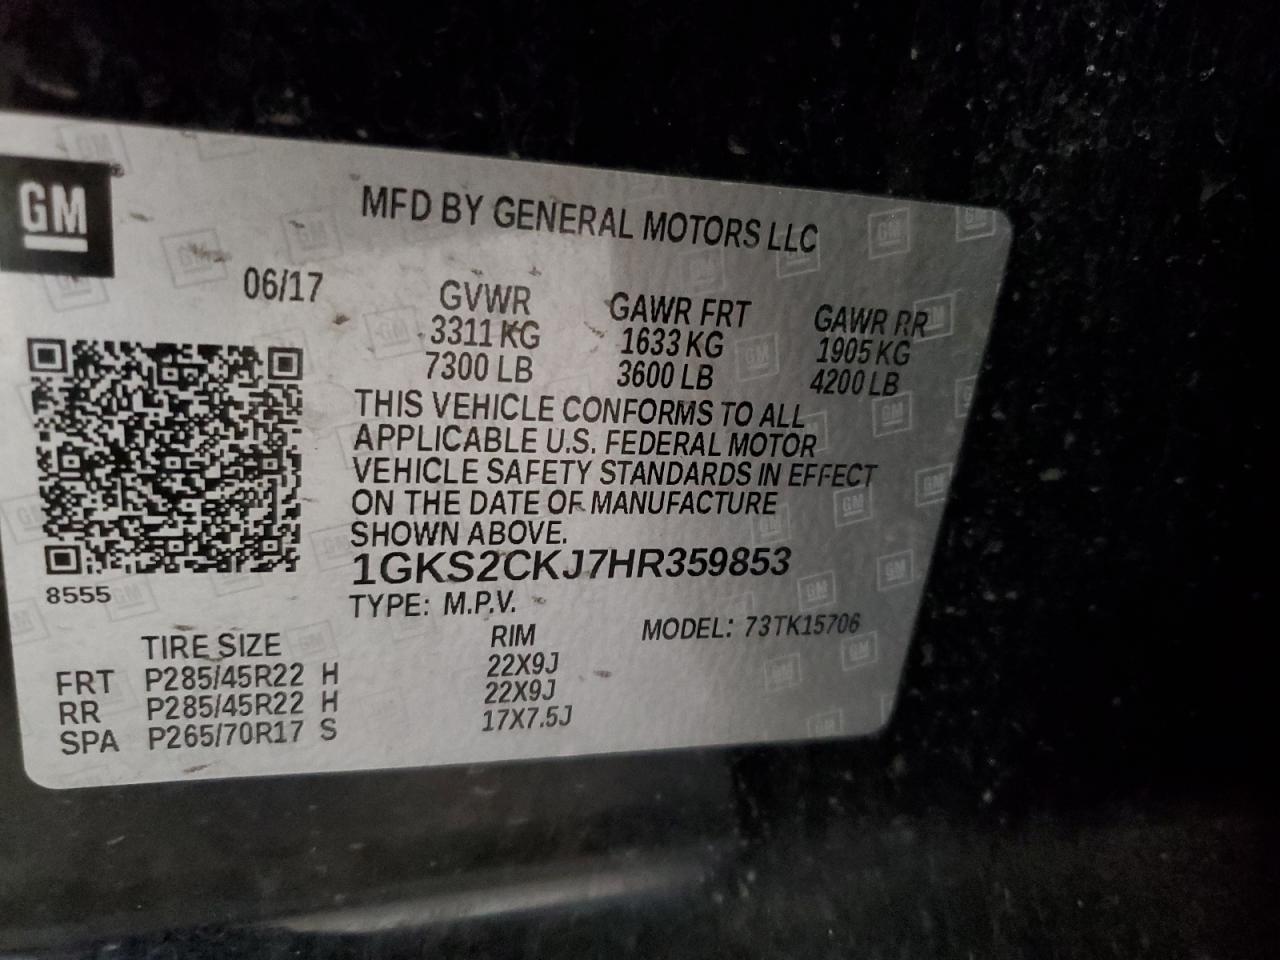 GM
MFD BY GENERAL MOTORS LLC
06/17
GVWR GAWR FRT GAWR RR
3311 KG 1633 KG 1905 KG
7300 LB 3600 LB 4200 LB
THIS VEHICLE CONFORMS TO ALL
APPLICABLE U.S. FEDERAL MOTOR
VEHICLE SAFETY STANDARDS IN EFFECT
ON THE DATE OF MANUFACTURE
SHOWN ABOVE.
1GKS2CKJ7HR359853
8555
TYPE: M.P.V. MODEL: 73TK15706
TIRE SIZE RIM
FRT P285/45R22 H 22X9J
RR P285/45R22 H 22X9J
SPA P265/70R17 S 17X7.5J